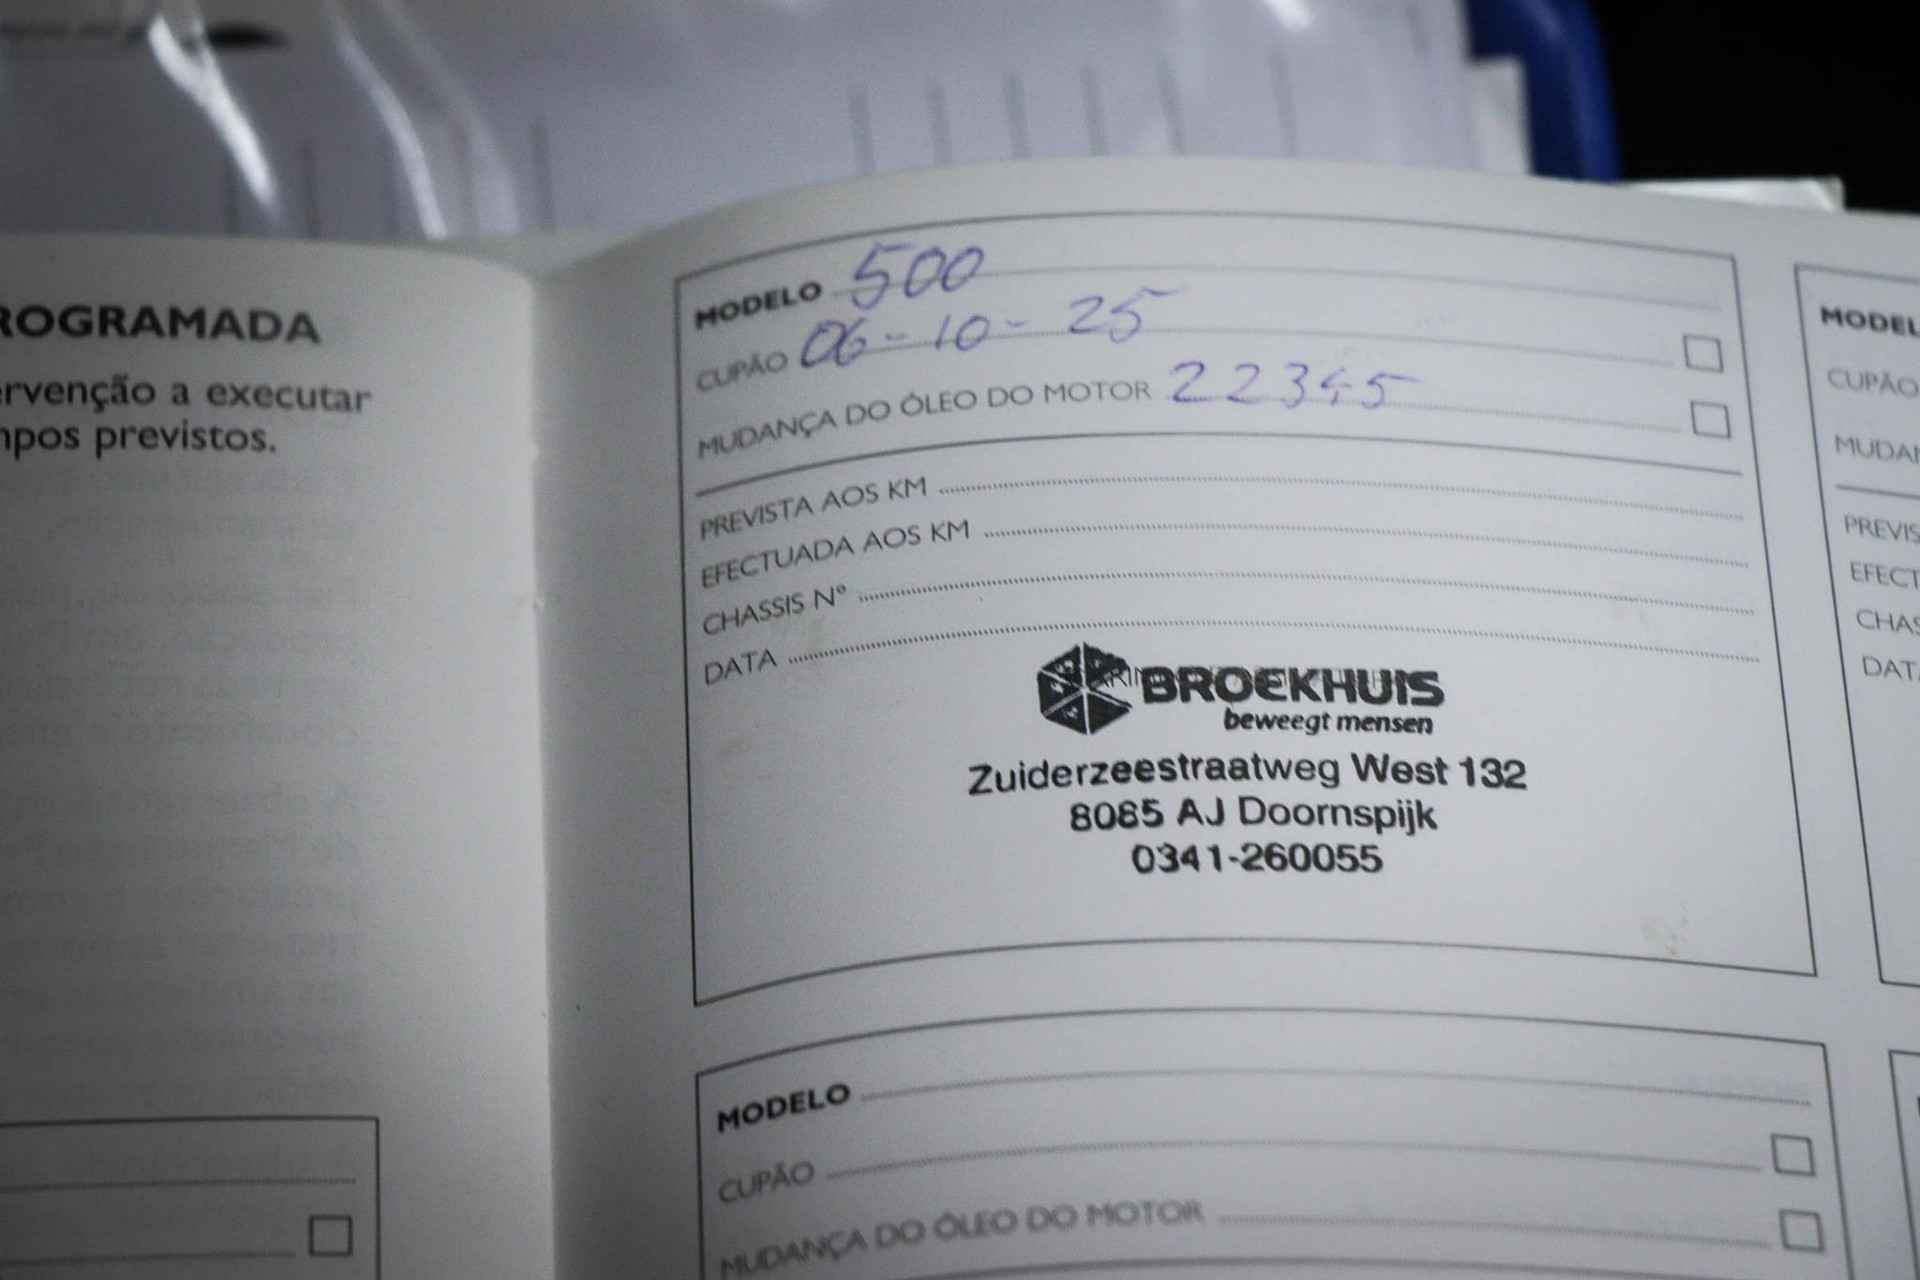 ROGRAMADA
ervenção a executar
mpos previstos.
MODELO 500
CUPÃO 06-10-25
MUDANÇA DO ÓLEO DO MOTOR 22345
PREVISTA AOS KM
EFECTUADA AOS KM
CHASSIS Nº
DATA
BROEKHUIS
beweegt mensen
Zuiderzeestraatweg West 132
8085 AJ Doornspijk
0341-260055
MODELO
CUPÃO
MUDANÇA DO ÓLEO DO MOTOR
MODEL
CUPÃO
MUDAN
PREVIS
EFECT
CHAS
DATA